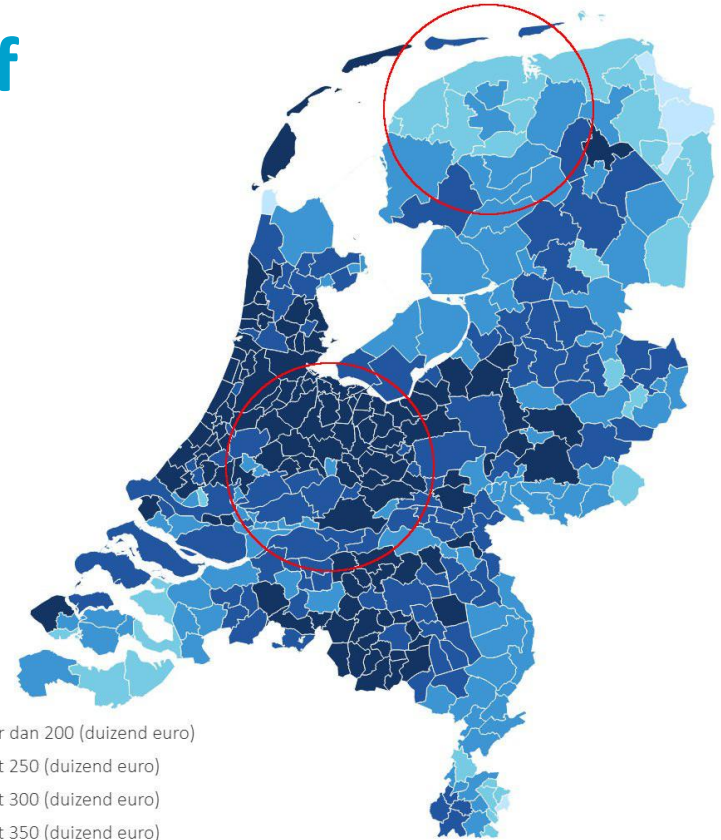 f
r dan 200 (duizend euro)
t 250 (duizend euro)
t 300 (duizend euro)
t 350 (duizend euro)